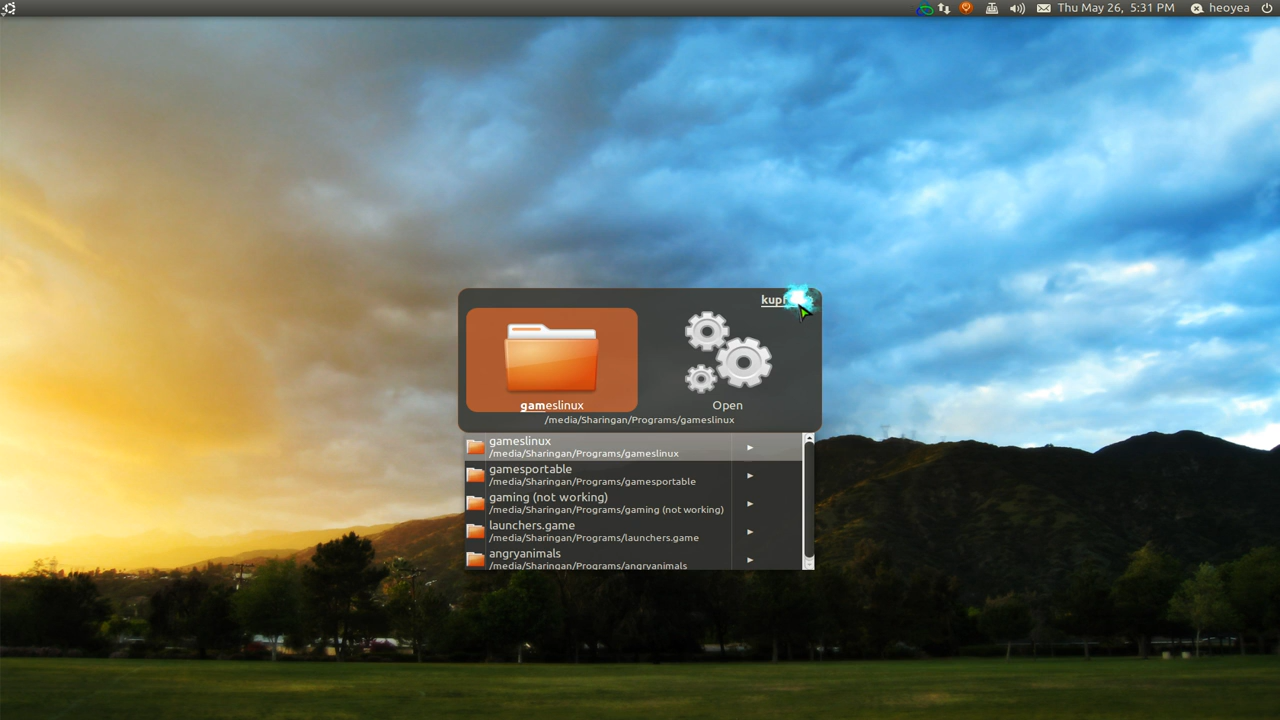 Thu May 26, 5:31 PM heoyea
gameslinux
Open
/media/Sharingan/Programs/gameslinux
gameslinux
/media/Sharingan/Programs/gameslinux
gamesportable
/media/Sharingan/Programs/gamesportable
gaming (not working)
/media/Sharingan/Programs/gaming (not working)
launchers.game
/media/Sharingan/Programs/launchers.game
angryanimals
/media/Sharingan/Programs/angryanimals